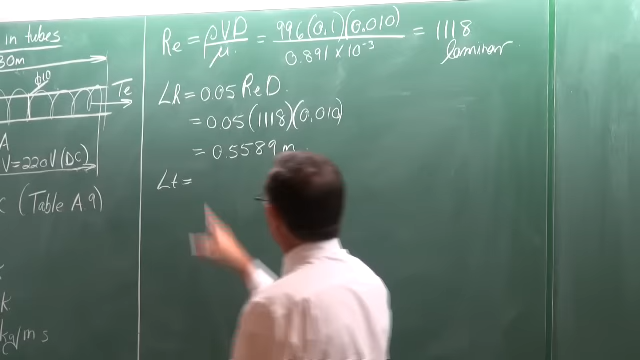 in tubes
30m
φ10
Te
A
V=220V(DC)
(Table A.9)
k
kg/m s
Re = ρVD/μ = 996(0.1)(0.010)/0.891×10⁻³ = 1118
laminar
Lh = 0.05 Re D.
= 0.05(1118)(0.010)
= 0.5589 m.
Lt =